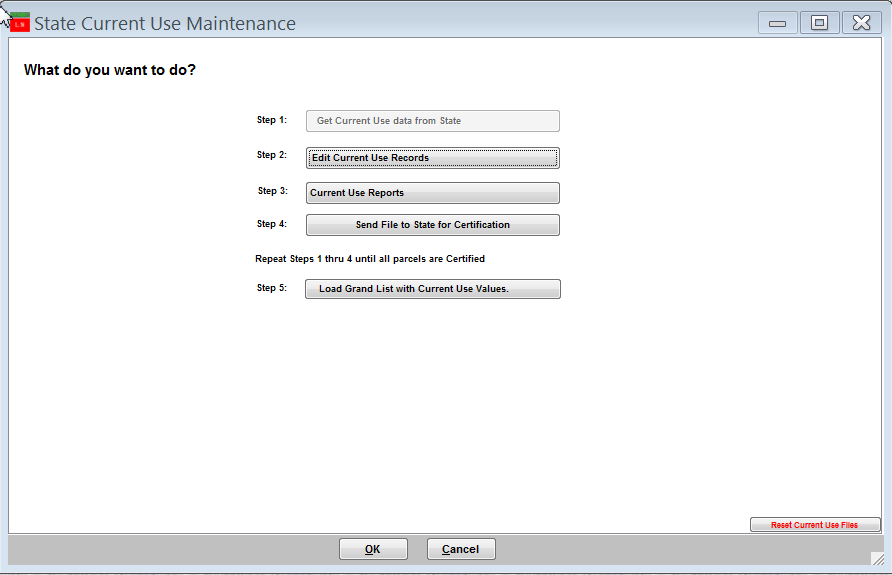 State Current Use Maintenance
What do you want to do?
Step 1: Get Current Use data from State
Step 2: Edit Current Use Records
Step 3: Current Use Reports
Step 4: Send File to State for Certification
Repeat Steps 1 thru 4 until all parcels are Certified
Step 5: Load Grand List with Current Use Values.
Reset Current Use Files
OK Cancel